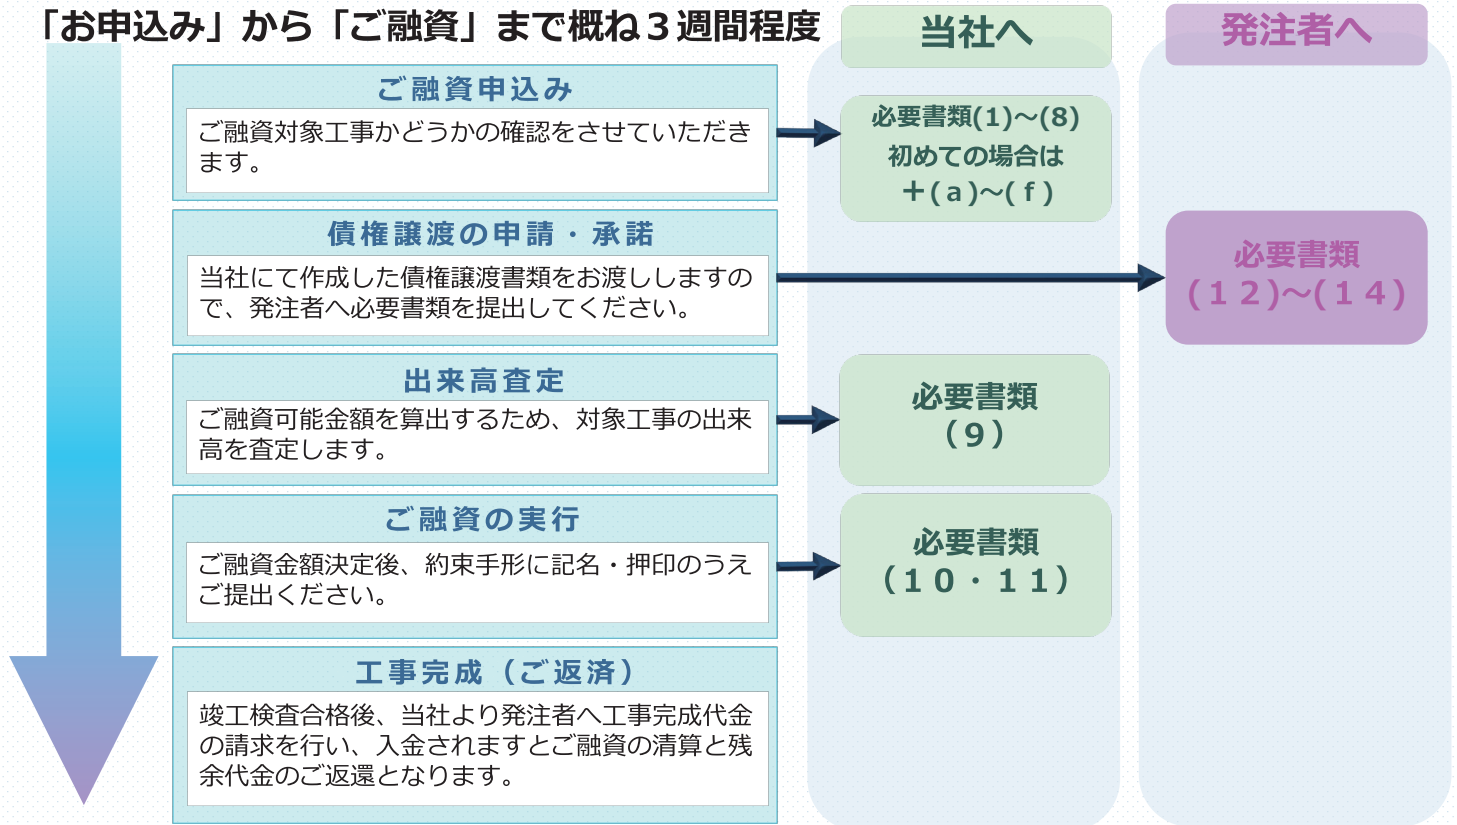 「お申込み」から「ご融資」まで概ね３週間程度
当社へ
発注者へ
ご融資申込み
ご融資対象工事かどうかの確認をさせていただき
ます。
必要書類(1)～(8)
初めての場合は
＋(ａ)～(ｆ)
債権譲渡の申請・承諾
当社にて作成した債権譲渡書類をお渡ししますの
で、発注者へ必要書類を提出してください。
必要書類
(１２)～(１４)
出来高査定
ご融資可能金額を算出するため、対象工事の出来
高を査定します。
必要書類
（９）
ご融資の実行
ご融資金額決定後、約束手形に記名・押印のうえ
ご提出ください。
必要書類
（１０・１１）
工事完成（ご返済）
竣工検査合格後、当社より発注者へ工事完成代金
の請求を行い、入金されますとご融資の清算と残
余代金のご返還となります。